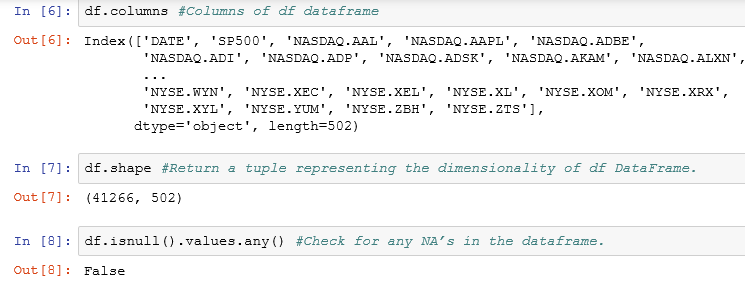 In [6]: df.columns #Columns of df dataframe
Out[6]: Index(['DATE', 'SP500', 'NASDAQ.AAL', 'NASDAQ.AAPL', 'NASDAQ.ADBE',
'NASDAQ.ADI', 'NASDAQ.ADP', 'NASDAQ.ADSK', 'NASDAQ.AKAM', 'NASDAQ.ALXN',
...
'NYSE.WYN', 'NYSE.XEC', 'NYSE.XEL', 'NYSE.XL', 'NYSE.XOM', 'NYSE.XRX',
'NYSE.XYL', 'NYSE.YUM', 'NYSE.ZBH', 'NYSE.ZTS'],
dtype='object', length=502)
In [7]: df.shape #Return a tuple representing the dimensionality of df DataFrame.
Out[7]: (41266, 502)
In [8]: df.isnull().values.any() #Check for any NA’s in the dataframe.
Out[8]: False